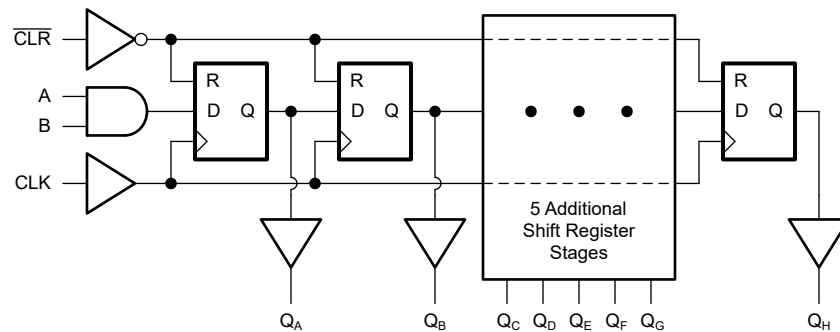 CLR
R
R
R
A
D
Q
D
Q
D
Q
B
CLK
5 Additional
Shift Register
Stages
QA
QB
QC
QD
QE
QF
QG
QH